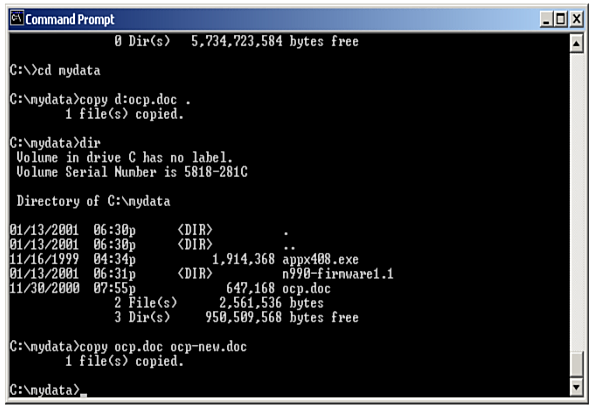 Command Prompt
0 Dir(s) 5,734,723,584 bytes free
C:\>cd mydata
C:\mydata>copy d:ocp.doc .
1 file(s) copied.
C:\mydata>dir
Volume in drive C has no label.
Volume Serial Number is 5818-281C
Directory of C:\mydata
01/13/2001 06:30p <DIR> .
01/13/2001 06:30p <DIR> ..
11/16/1999 04:34p 1,914,368 appx408.exe
01/13/2001 06:31p <DIR> n990-firmware1.1
11/30/2000 07:55p 647,168 ocp.doc
2 File(s) 2,561,536 bytes
3 Dir(s) 950,509,568 bytes free
C:\mydata>copy ocp.doc ocp-new.doc
1 file(s) copied.
C:\mydata>_